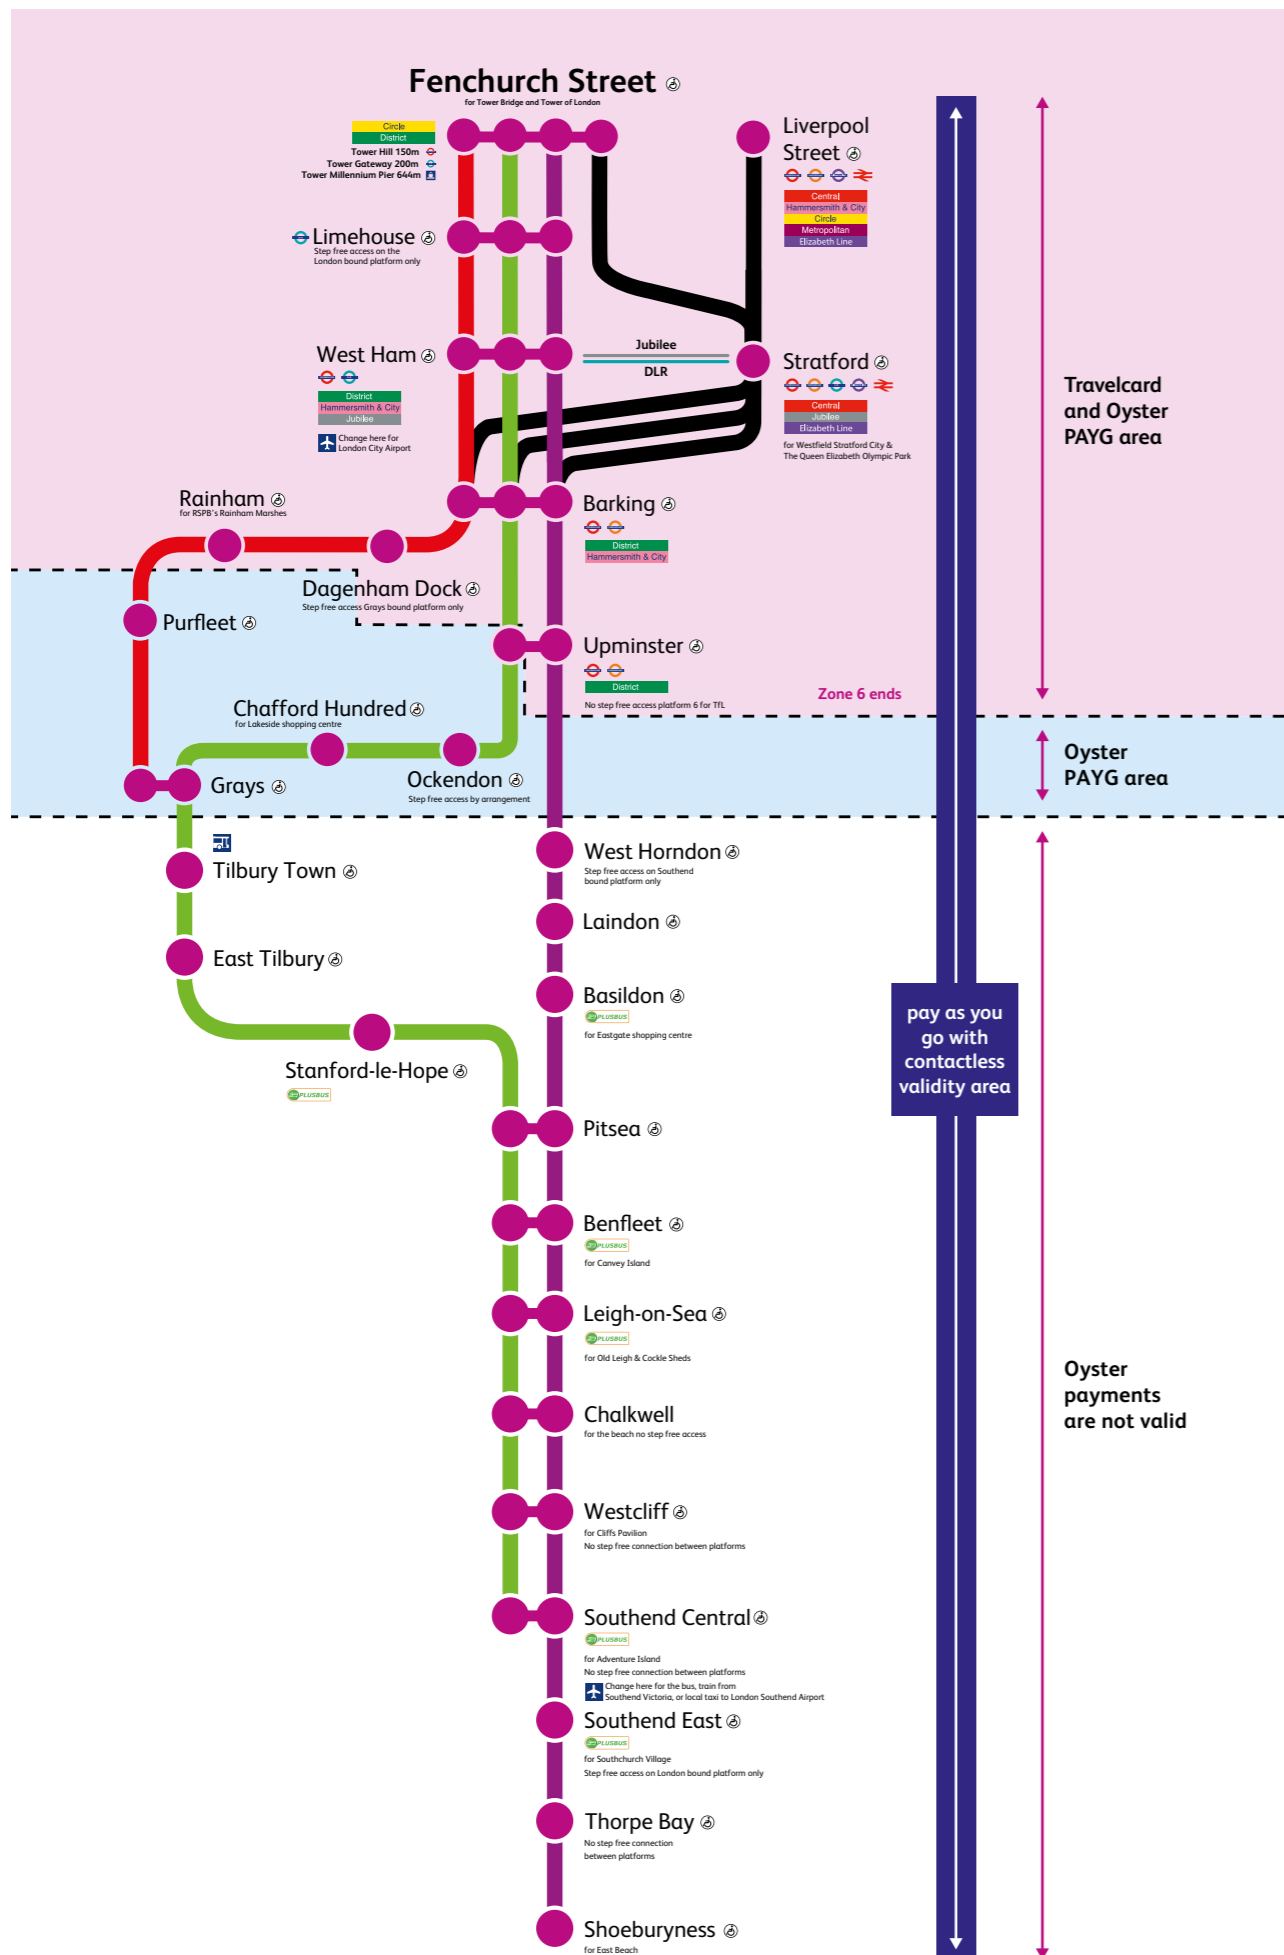 Fenchurch Street
for Tower Bridge and Tower of London
Circle
District
Tower Hill 150m
Tower Gateway 200m
Tower Millennium Pier 644m
Liverpool
Street
Central
Hammersmith & City
Circle
Metropolitan
Elizabeth Line
Limehouse
Step free access on the
London bound platform only
West Ham
District
Hammersmith & City
Jubilee
Change here for
London City Airport
Jubilee
DLR
Stratford
Central
Jubilee
Elizabeth Line
for Westfield Stratford City &
The Queen Elizabeth Olympic Park
Travelcard
and Oyster
PAYG area
Rainham
for RSPB's Rainham Marshes
Barking
District
Hammersmith & City
Dagenham Dock
Step free access Grays bound platform only
Purfleet
Upminster
District
No step free access platform 6 for TfL
Zone 6 ends
Chafford Hundred
for Lakeside shopping centre
Ockendon
Step free access by arrangement
Grays
Oyster
PAYG area
Tilbury Town
West Horndon
Step free access on Southend
bound platform only
Laindon
East Tilbury
Basildon
PLUSBUS
for Eastgate shopping centre
pay as you
go with
contactless
validity area
Stanford-le-Hope
PLUSBUS
Pitsea
Benfleet
PLUSBUS
for Canvey Island
Leigh-on-Sea
PLUSBUS
for Old Leigh & Cockle Sheds
Oyster
payments
are not valid
Chalkwell
for the beach no step free access
Westcliff
for Cliffs Pavilion
No step free connection between platforms
Southend Central
PLUSBUS
for Adventure Island
No step free connection between platforms
Change here for the bus, train from
Southend Victoria, or local taxi to London Southend Airport
Southend East
PLUSBUS
for Southchurch Village
Step free access on London bound platform only
Thorpe Bay
No step free connection
between platforms
Shoeburyness
for East Beach